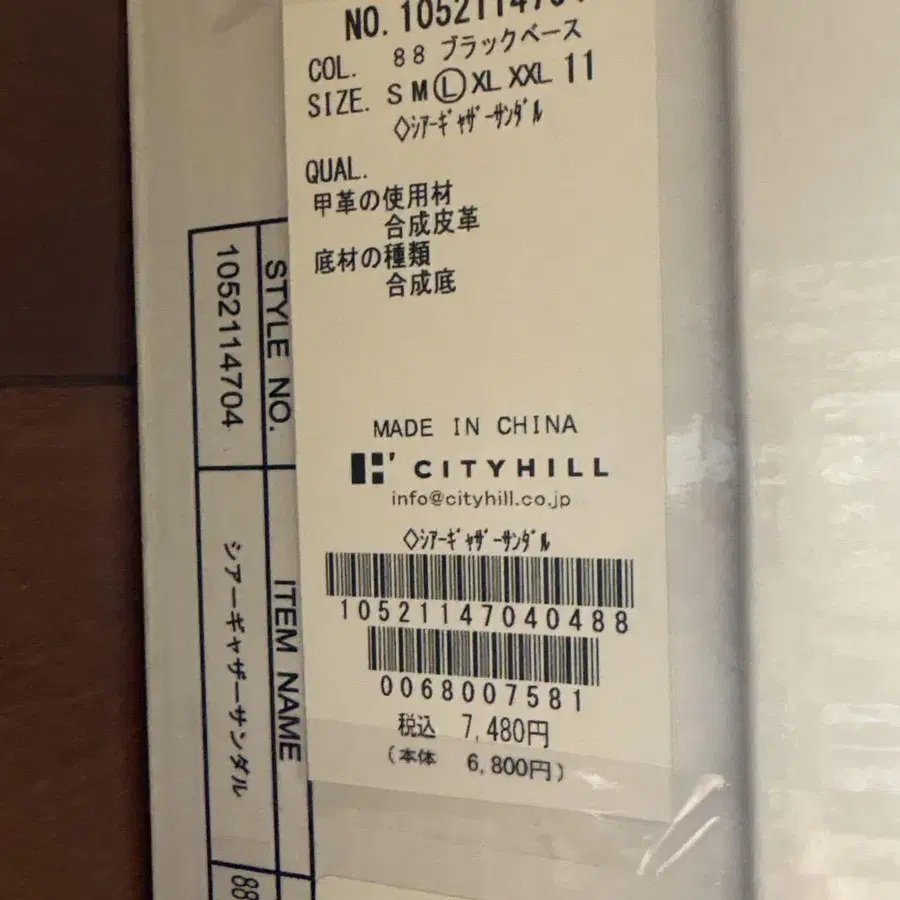 NO. 1052114704
COL. 88 ブラックベース
SIZE. S M L XL XXL 11
◇シアーギャザーサンダル
QUAL.
甲革の使用材
合成皮革
底材の種類
合成底
MADE IN CHINA
CITYHILL
info@cityhill.co.jp
◇シアーギャザーサンダル
10521147040488
0068007581
税込 7,480円
(本体 6,800円)
STYLE NO.
1052114704
ITEM NAME
シアーギャザーサンダル
88